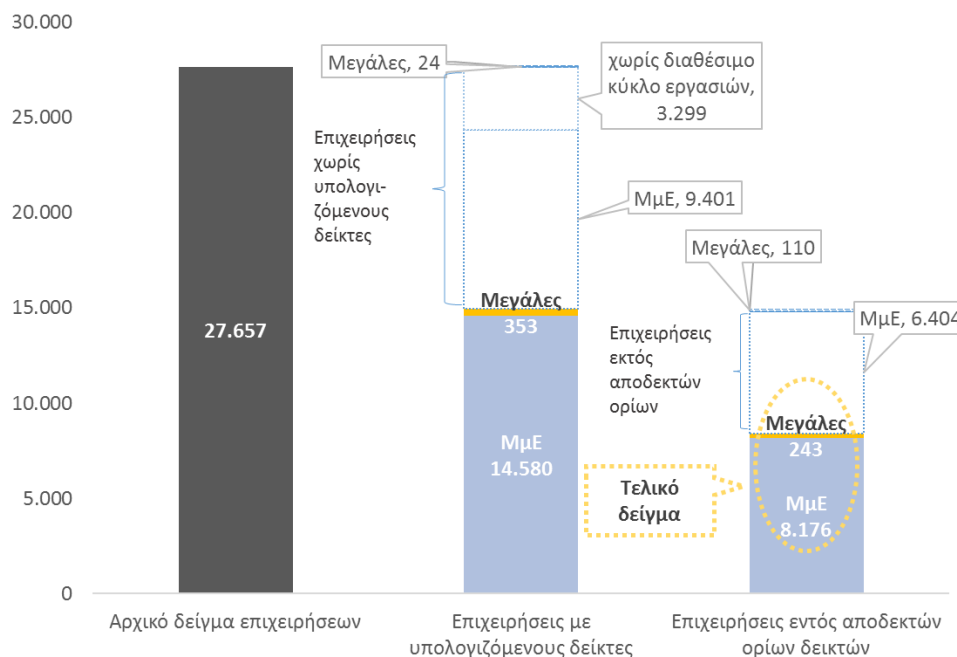 30.000
25.000
20.000
15.000
10.000
5.000
0
27.657
Αρχικό δείγμα επιχειρήσεων
Μεγάλες, 24
χωρίς διαθέσιμο
κύκλο εργασιών,
3.299
Επιχειρήσεις
χωρίς
υπολογι-
ζόμενους
δείκτες
ΜμΕ, 9.401
Μεγάλες
353
ΜμΕ
14.580
Επιχειρήσεις με
υπολογιζόμενους δείκτες
Μεγάλες, 110
ΜμΕ, 6.404
Επιχειρήσεις
εκτός
αποδεκτών
ορίων
Μεγάλες
243
ΜμΕ
8.176
Τελικό
δείγμα
Επιχειρήσεις εντός αποδεκτών
ορίων δεικτών